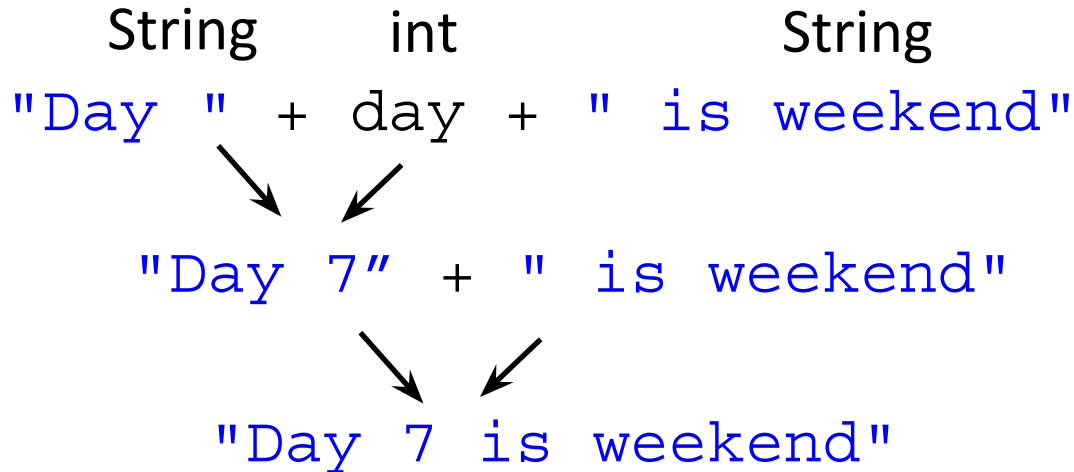 String int String
"Day " + day + " is weekend"
"Day 7″ + " is weekend"
"Day 7 is weekend"